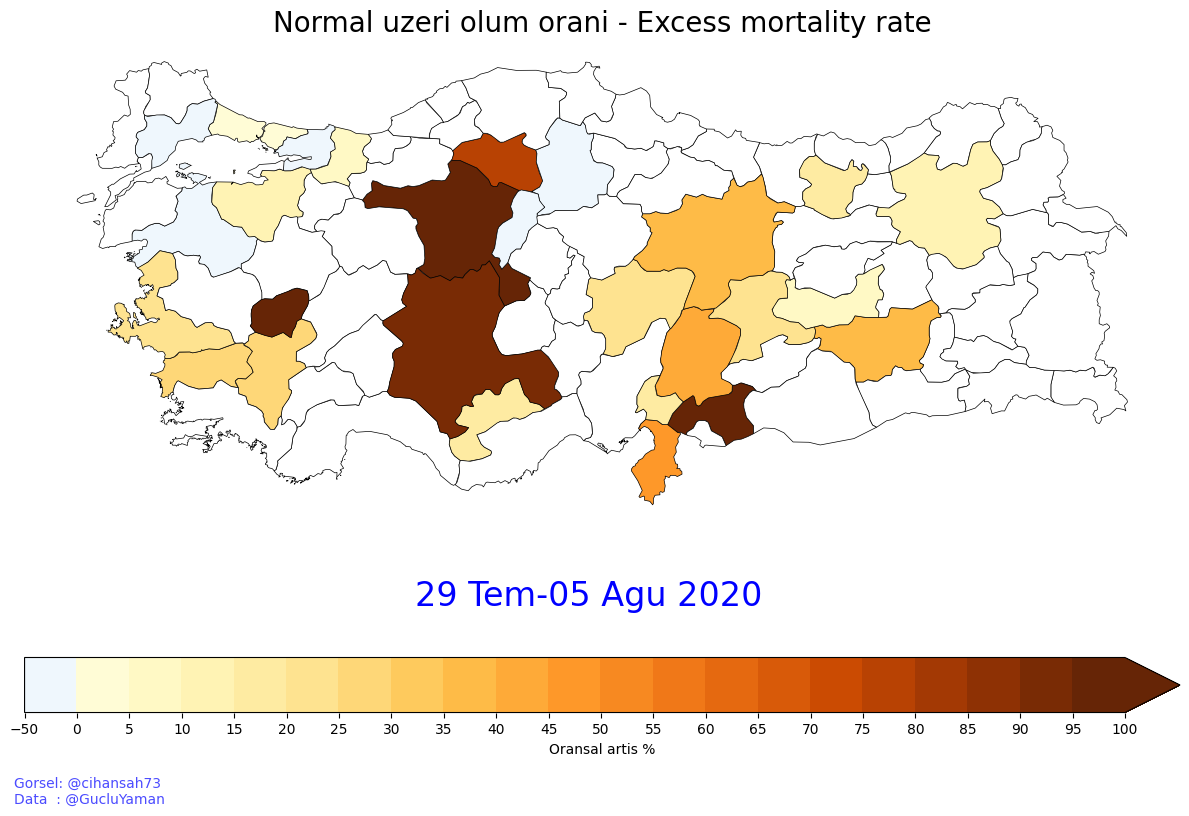 Normal uzeri olum orani - Excess mortality rate
29 Tem-05 Agu 2020
−50 0 5 10 15 20 25 30 35 40 45 50 55 60 65 70 75 80 85 90 95 100
Oransal artis %
Gorsel: @cihansah73
Data : @GucluYaman